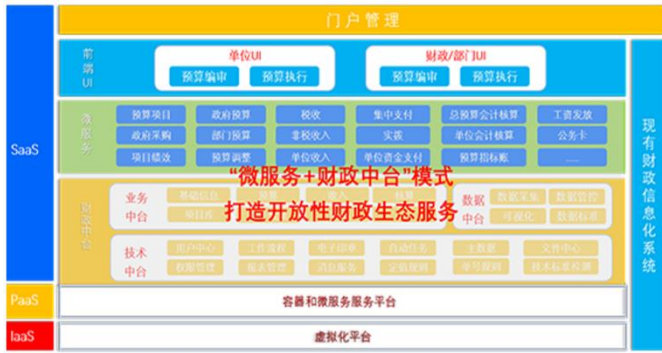 门户管理
SaaS
前端UI
单位UI
预算编审 预算执行
财政/部门UI
预算编审 预算执行
微服务
预算项目 政府预算 税收 集中支付 总预算会计核算 工资发放
政府采购 部门预算 非税收入 实拨 单位会计核算 公务卡
项目绩效 预算调整 单位收入 单位资金支付 预算指标账 ......
“微服务+财政中台”模式
打造开放性财政生态服务
财政中台
业务中台
基础信息
项目库
数据中台
数据采集 数据管控
可视化 数据标准
技术中台
用户中心 工作流程 电子印章 自动任务 主数据 文件中心
权限管理 报表管理 消息服务 定值规则 单号规则 技术标准检测
现有财政信息化系统
PaaS
容器和微服务服务平台
IaaS
虚拟化平台